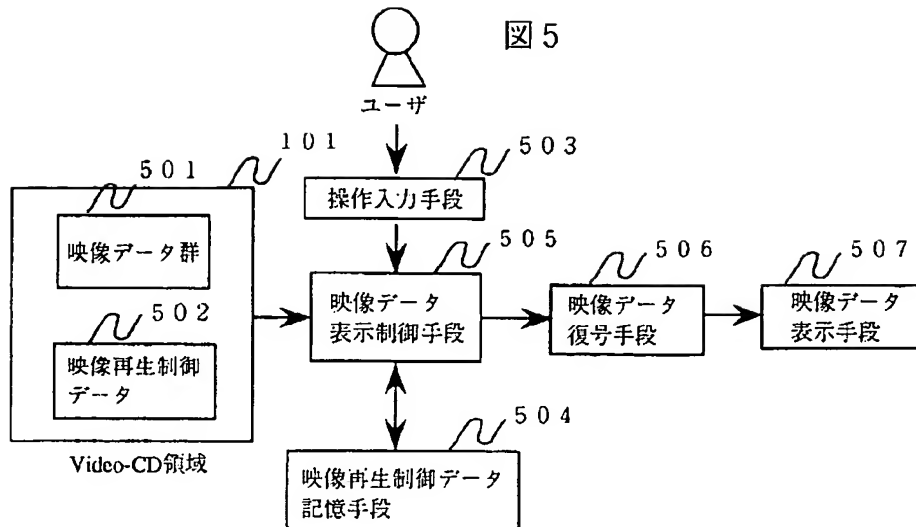 図5
ユーザ
101
501
503
操作入力手段
映像データ群
505
506
507
502
映像データ
表示制御手段
映像データ
復号手段
映像データ
表示手段
映像再生制御
データ
504
Video-CD領域
映像再生制御データ
記憶手段